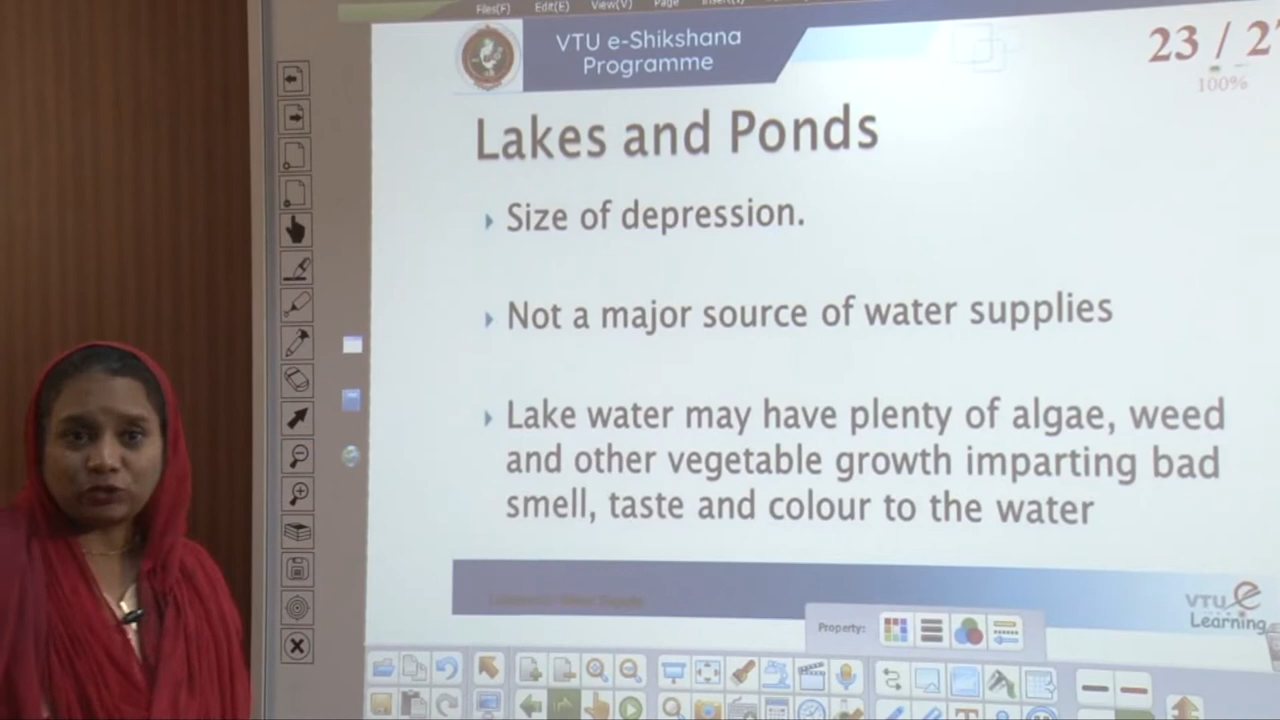 Files(F) Edit(E) View(V) Page
VTU e-Shikshana
Programme
23 / 2
100%
Lakes and Ponds
Size of depression.
Not a major source of water supplies
Lake water may have plenty of algae, weed
and other vegetable growth imparting bad
smell, taste and colour to the water
VTU e
Learning
Property: